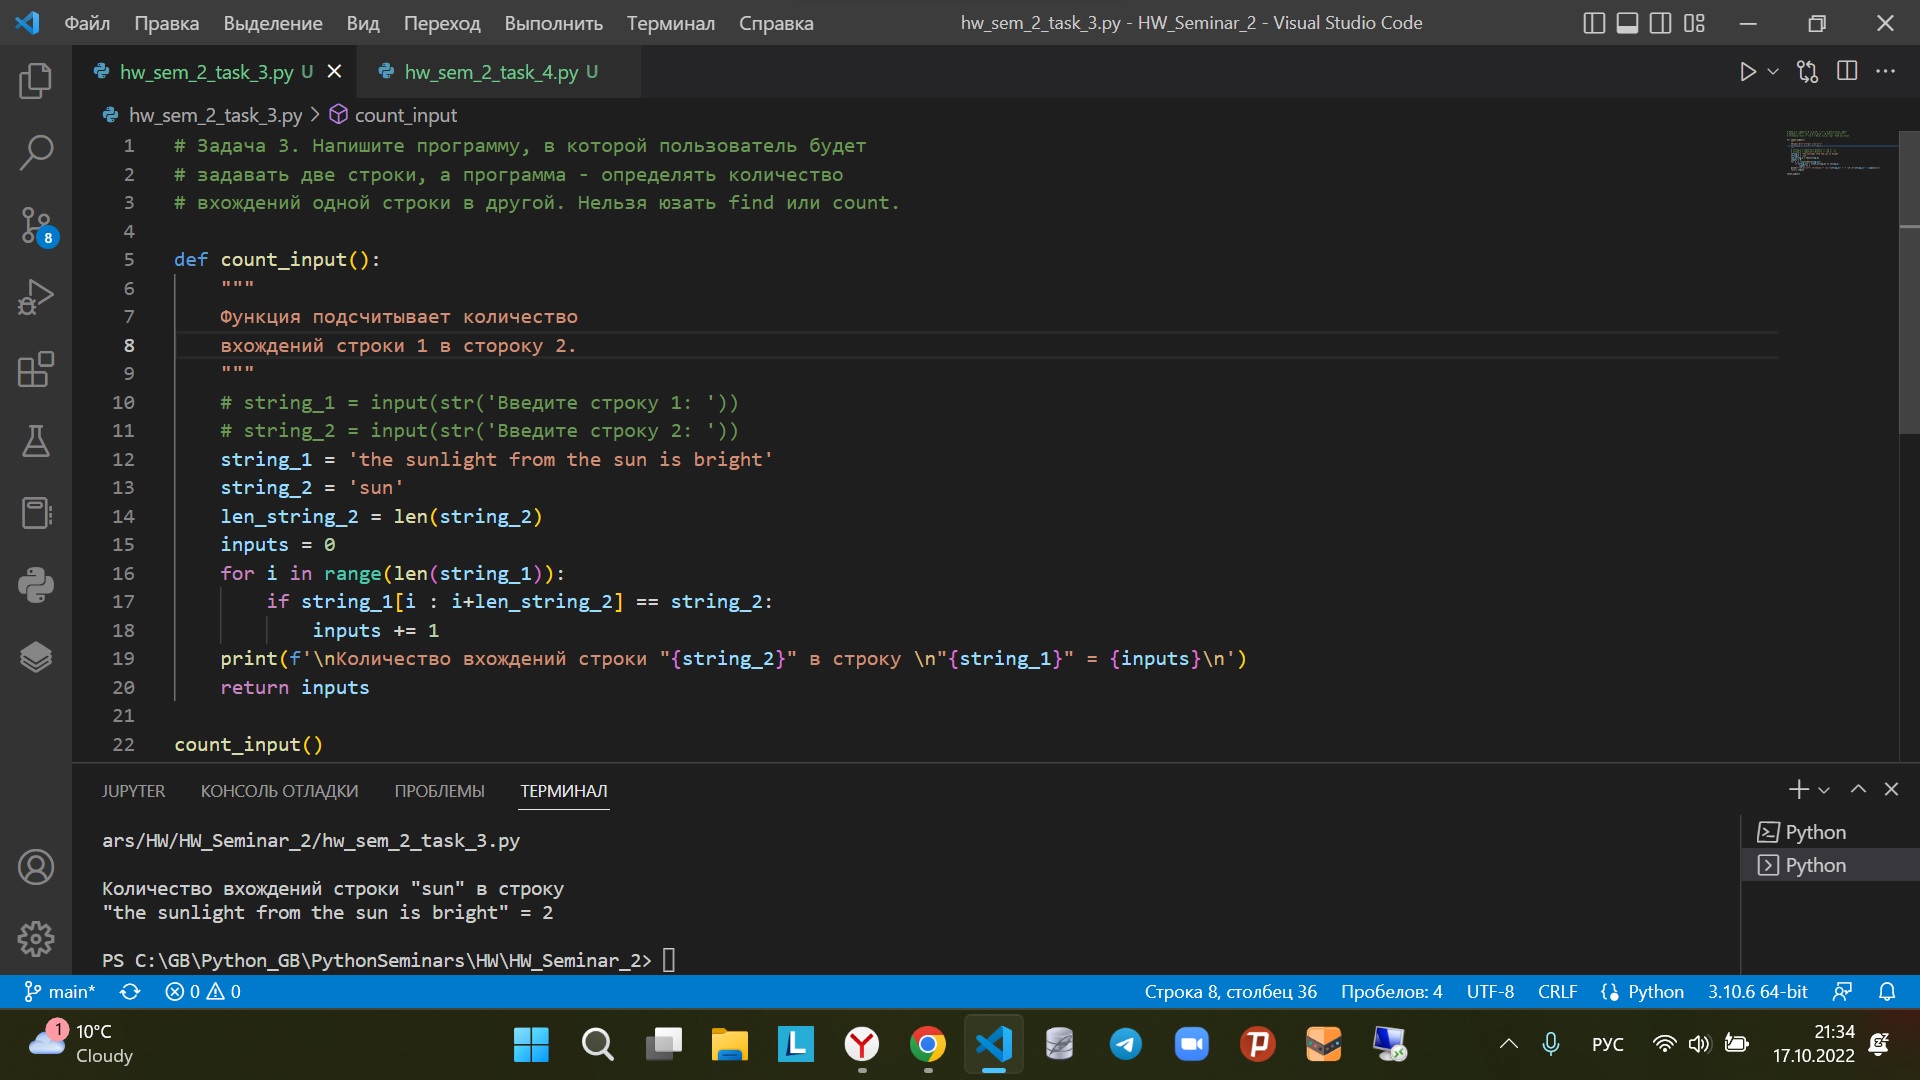 Файл Правка Выделение Вид Переход Выполнить Терминал Справка hw_sem_2_task_3.py - HW_Seminar_2 - Visual Studio Code
hw_sem_2_task_3.py U hw_sem_2_task_4.py U
hw_sem_2_task_3.py > count_input
1 # Задача 3. Напишите программу, в которой пользователь будет
2 # задавать две строки, а программа - определять количество
3 # вхождений одной строки в другой. Нельзя юзать find или count.
4
5 def count_input():
6 """
7 Функция подсчитывает количество
8 вхождений строки 1 в стороку 2.
9 """
10 # string_1 = input(str('Введите строку 1: '))
11 # string_2 = input(str('Введите строку 2: '))
12 string_1 = 'the sunlight from the sun is bright'
13 string_2 = 'sun'
14 len_string_2 = len(string_2)
15 inputs = 0
16 for i in range(len(string_1)):
17 if string_1[i : i+len_string_2] == string_2:
18 inputs += 1
19 print(f'\nКоличество вхождений строки "{string_2}" в строку \n"{string_1}" = {inputs}\n')
20 return inputs
21
22 count_input()
8
JUPYTER КОНСОЛЬ ОТЛАДКИ ПРОБЛЕМЫ ТЕРМИНАЛ
ars/HW/HW_Seminar_2/hw_sem_2_task_3.py
Количество вхождений строки "sun" в строку
"the sunlight from the sun is bright" = 2
PS C:\GB\Python_GB\PythonSeminars\HW\HW_Seminar_2>
Python
Python
main* 0 0 Строка 8, столбец 36 Пробелов: 4 UTF-8 CRLF Python 3.10.6 64-bit
1 10°C
Cloudy
РУС
21:34
17.10.2022